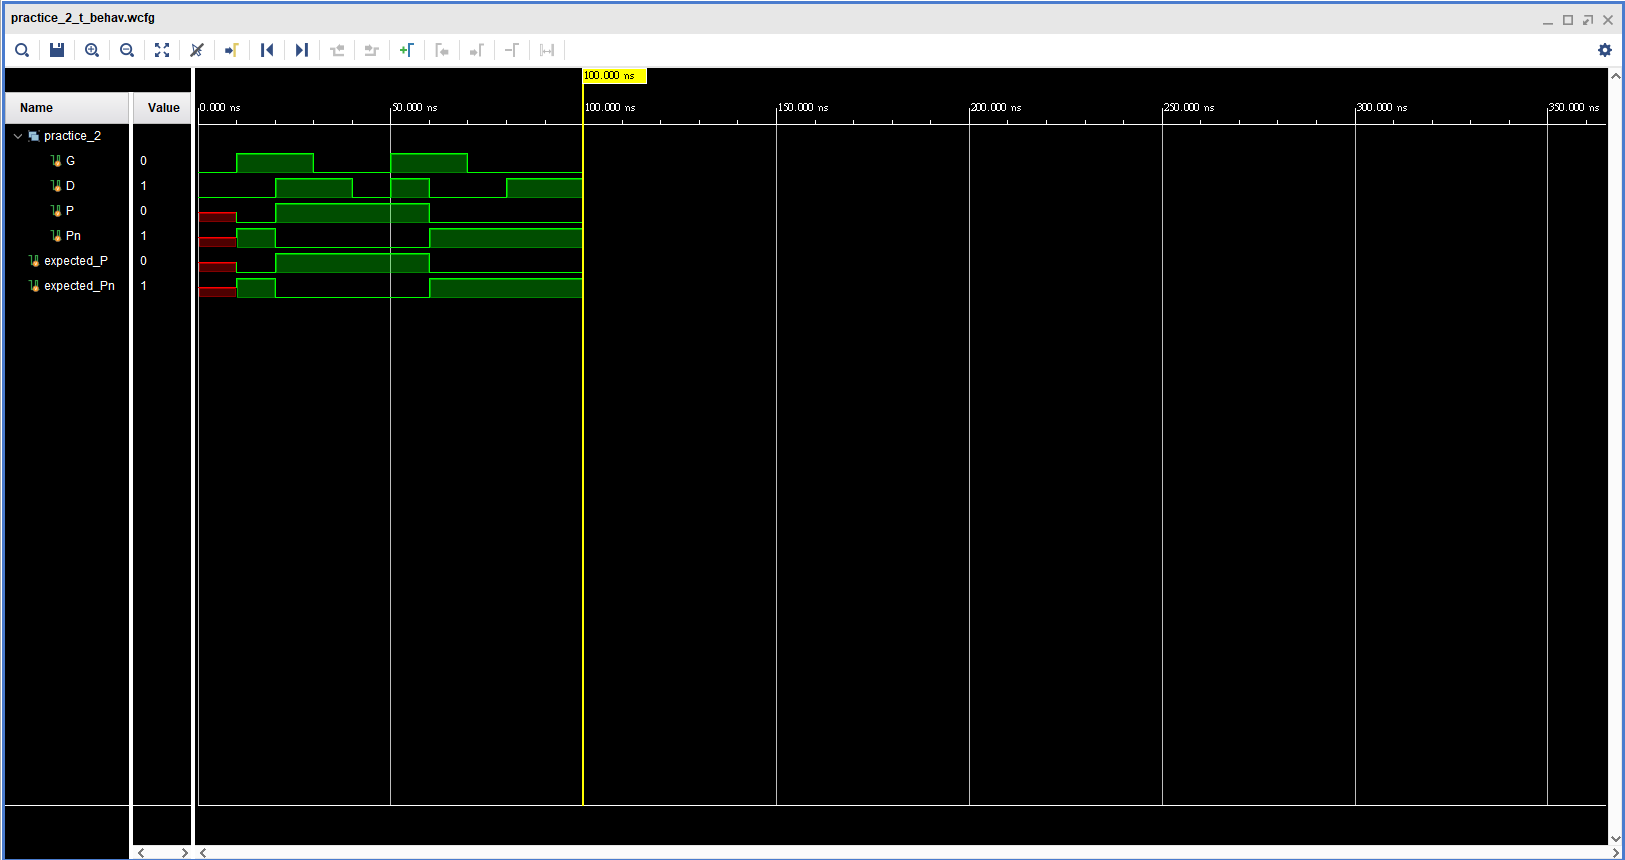 practice_2_t_behav.wcfg
100.000 ns
Name Value
0.000 ns 50.000 ns 100.000 ns 150.000 ns 200.000 ns 250.000 ns 300.000 ns 350.000 ns
practice_2
G 0
D 1
P 0
Pn 1
expected_P 0
expected_Pn 1